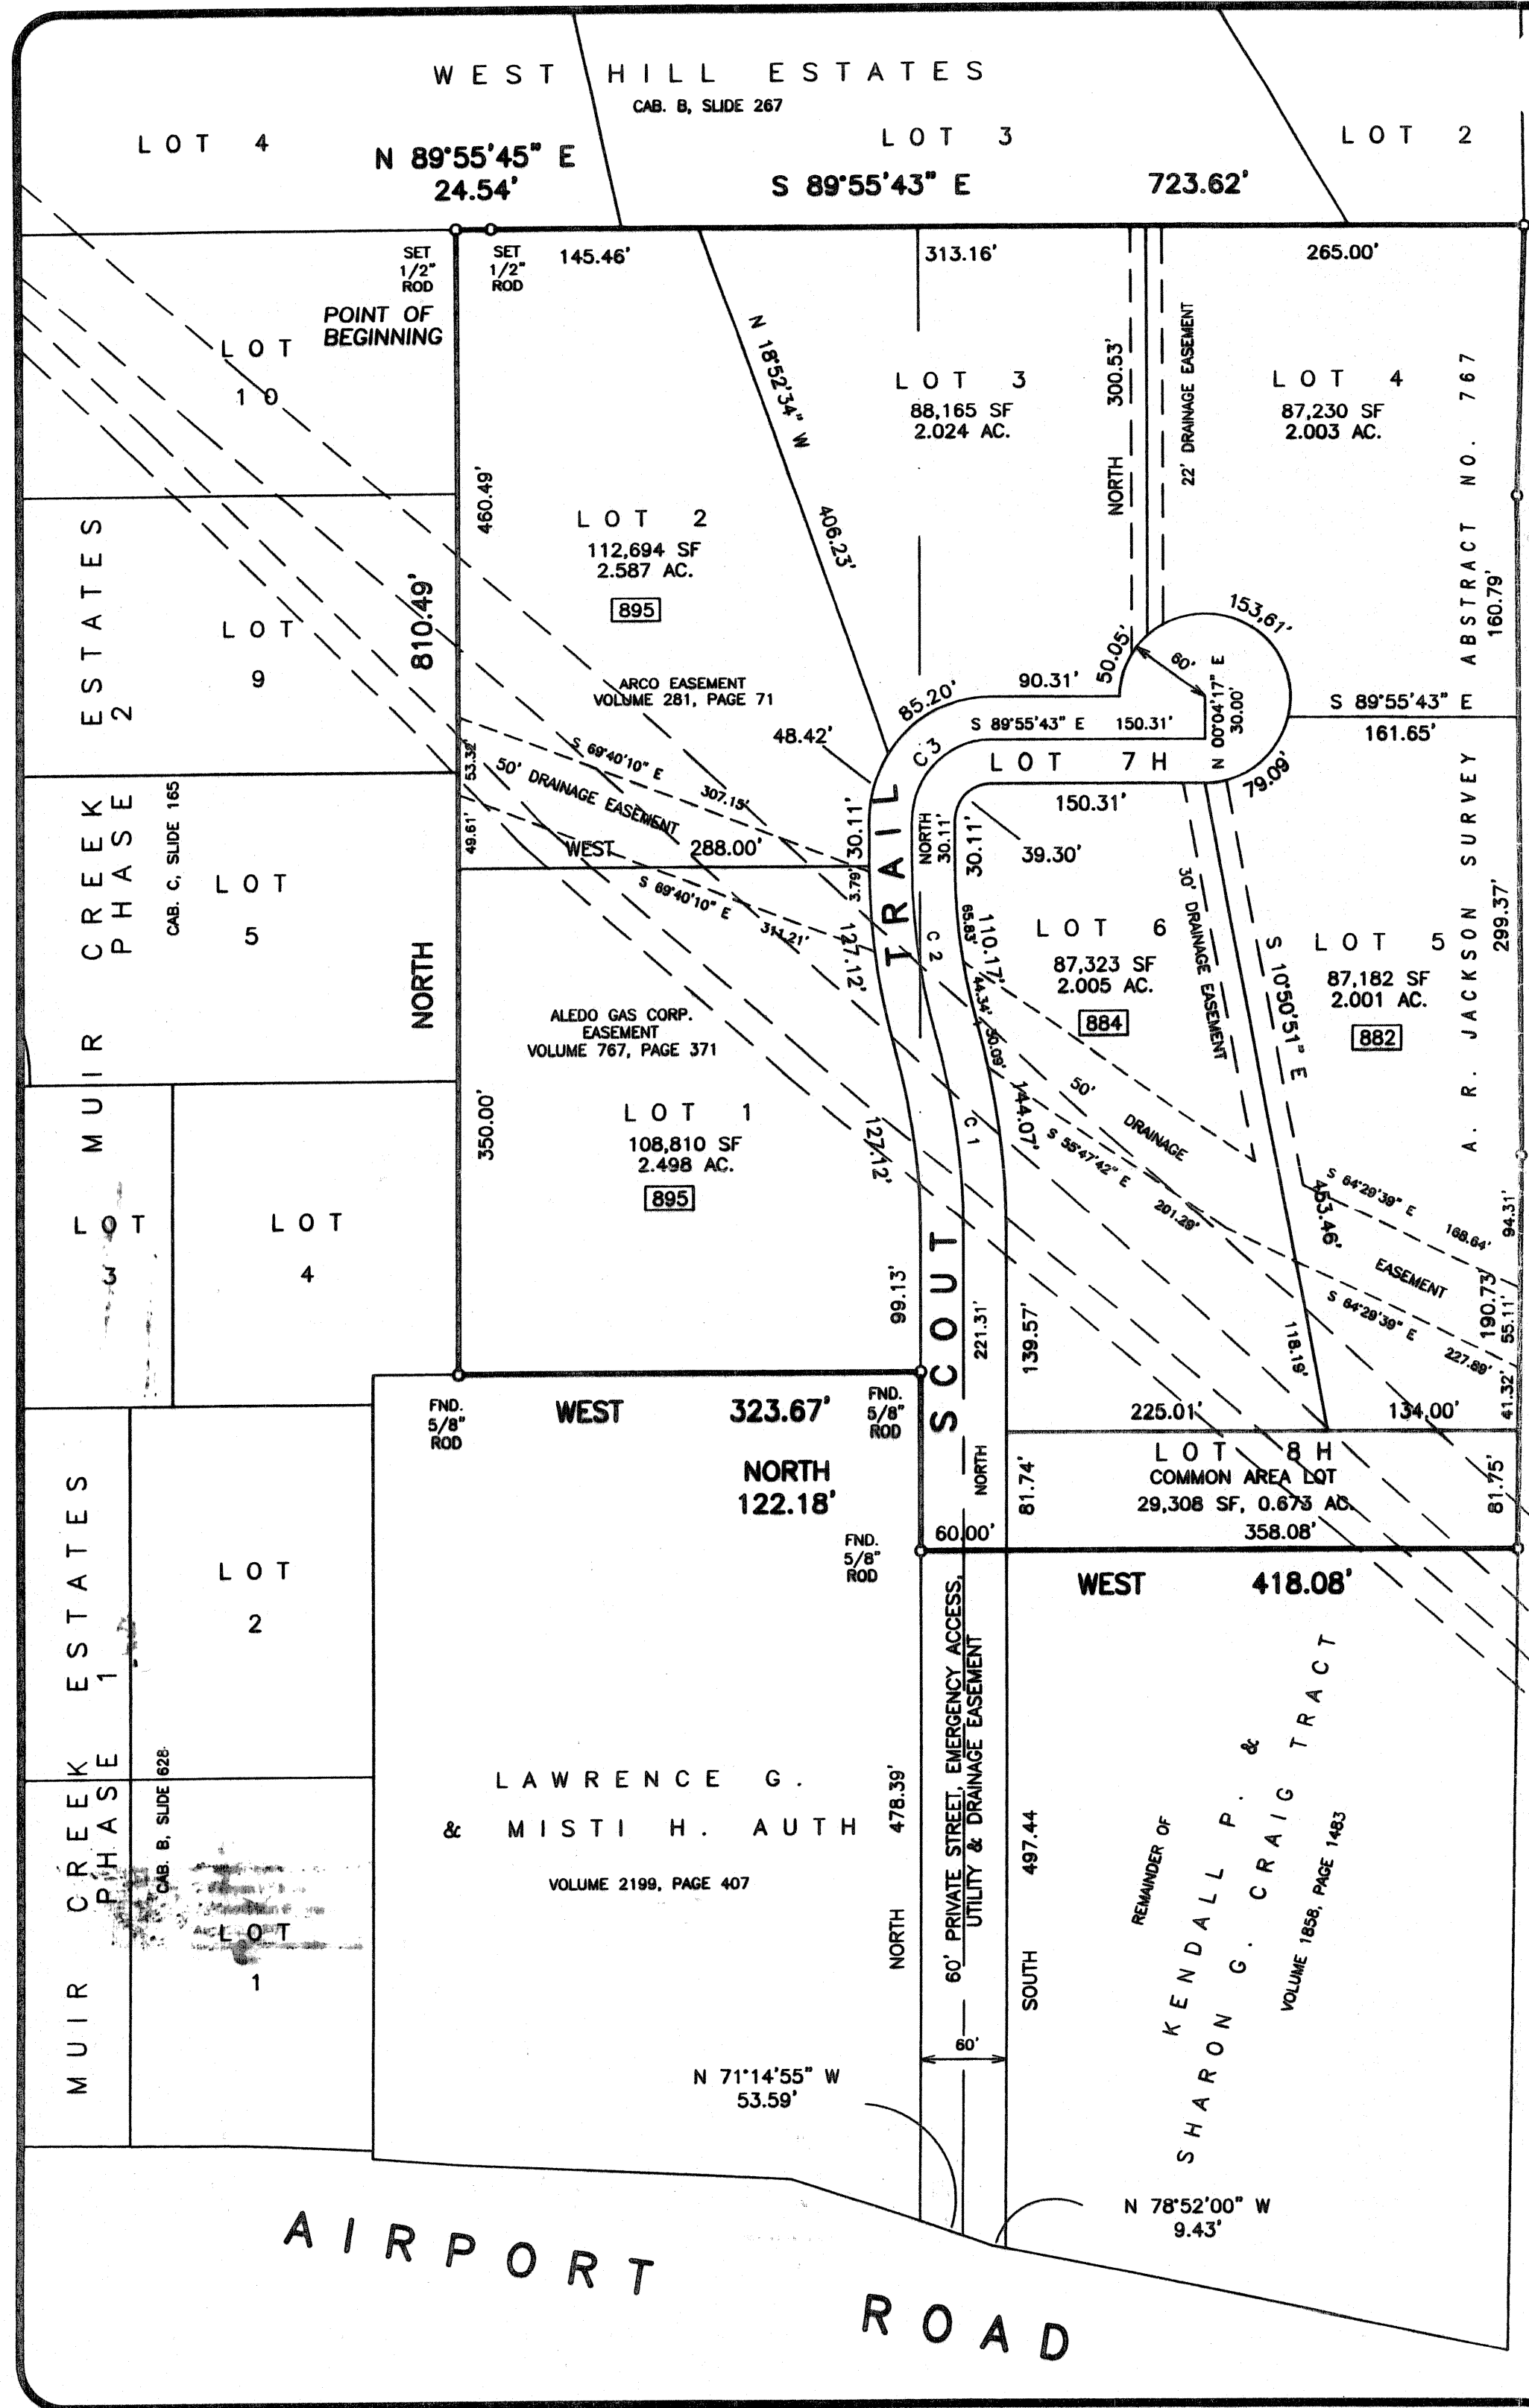 WEST HILL ESTATES
CAB. B, SLIDE 267
LOT 4
LOT 3
LOT 2
N 89°55'45" E
24.54'
S 89°55'43" E
723.62'
SET
1/2"
ROD
SET
1/2"
ROD
145.46'
313.16'
265.00'
POINT OF
BEGINNING
LOT
10
N 18°52'34" W
406.23'
LOT 3
88,165 SF
2.024 AC.
NORTH 300.53'
22' DRAINAGE EASEMENT
LOT 4
87,230 SF
2.003 AC.
A. R. JACKSON SURVEY ABSTRACT NO. 767
160.79'
460.49'
810.49'
NORTH
LOT 2
112,694 SF
2.587 AC.
895
MUIR CREEK ESTATES
PHASE 2
CAB. C, SLIDE 165
LOT
9
ARCO EASEMENT
VOLUME 281, PAGE 71
153.61'
50.05'
60'
N 00°04'17" E
30.00'
90.31'
85.20'
S 89°55'43" E 150.31'
S 89°55'43" E
161.65'
48.42'
C3
LOT 7H
79.09'
150.31'
53.32'
S 69°40'10" E
307.15'
50' DRAINAGE EASEMENT
49.61'
WEST 288.00'
30.11'
NORTH
30.11'
30.11'
39.30'
3.79'
S 69°40'10" E
311.21'
127.12'
C2
65.83'
110.17'
44.34'
50.09'
30' DRAINAGE EASEMENT
S 10°50'51" E
453.46'
LOT 6
87,323 SF
2.005 AC.
884
LOT 5
87,182 SF
2.001 AC.
882
299.37'
LOT
5
ALEDO GAS CORP.
EASEMENT
VOLUME 767, PAGE 371
LOT 1
108,810 SF
2.498 AC.
895
350.00'
127.12'
C1
144.07'
50'
DRAINAGE
EASEMENT
S 55°47'42" E
201.29'
S 64°29'39" E
168.64'
94.31'
190.73'
55.11'
S 64°29'39" E
227.89'
41.32'
118.19'
LOT
3
LOT
4
99.13'
SCOUT TRAIL
221.31'
NORTH
139.57'
225.01'
134.00'
FND.
5/8"
ROD
WEST 323.67'
FND.
5/8"
ROD
NORTH
122.18'
81.74'
LOT 8H
COMMON AREA LOT
29,308 SF, 0.673 AC.
358.08'
81.75'
FND.
5/8"
ROD
60.00'
WEST 418.08'
MUIR CREEK ESTATES
PHASE 1
CAB. B, SLIDE 628
LOT
2
LOT
1
LAWRENCE G.
& MISTI H. AUTH
VOLUME 2199, PAGE 407
NORTH 478.39'
60' PRIVATE STREET, EMERGENCY ACCESS,
UTILITY & DRAINAGE EASEMENT
SOUTH 497.44
REMAINDER OF
KENDALL P. &
SHARON G. CRAIG TRACT
VOLUME 1858, PAGE 1483
60'
N 71°14'55" W
53.59'
N 78°52'00" W
9.43'
AIRPORT ROAD